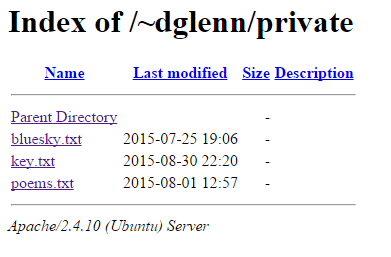 Index of /~dglenn/private
Name Last modified Size Description
Parent Directory -
bluesky.txt 2015-07-25 19:06 -
key.txt 2015-08-30 22:20 -
poems.txt 2015-08-01 12:57 -
Apache/2.4.10 (Ubuntu) Server